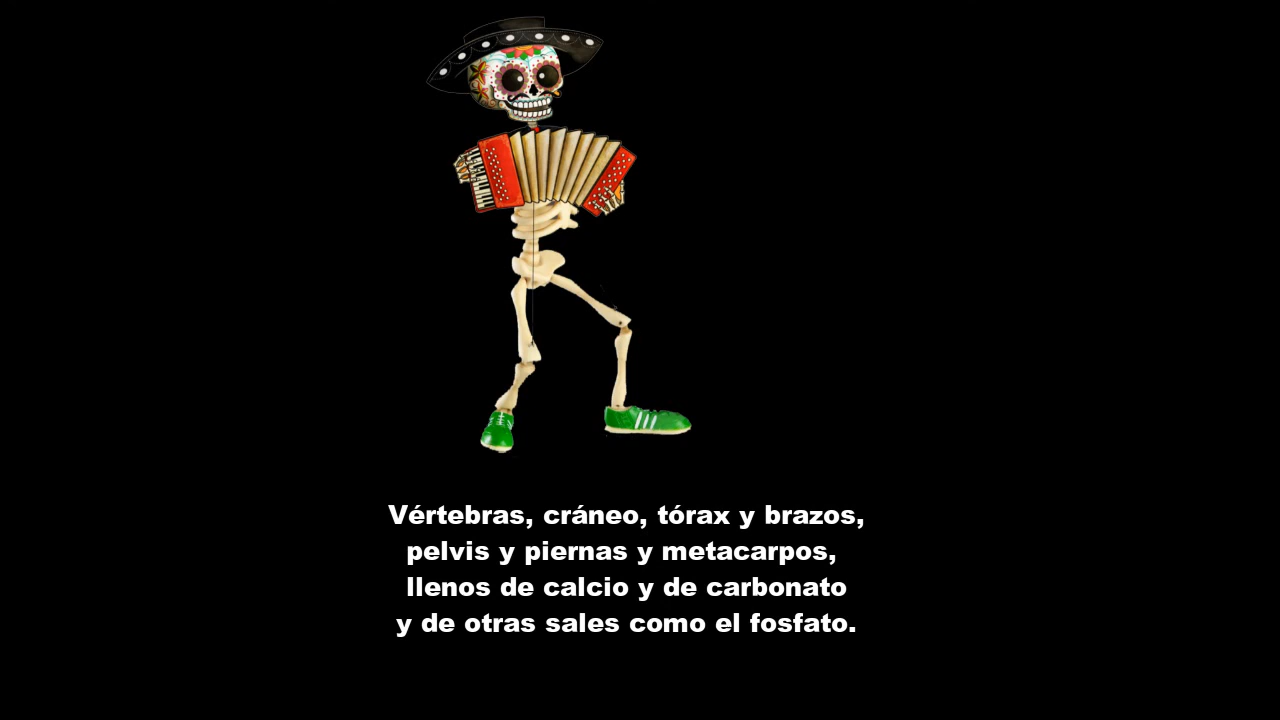 Vértebras, cráneo, tórax y brazos,
pelvis y piernas y metacarpos,
llenos de calcio y de carbonato
y de otras sales como el fosfato.